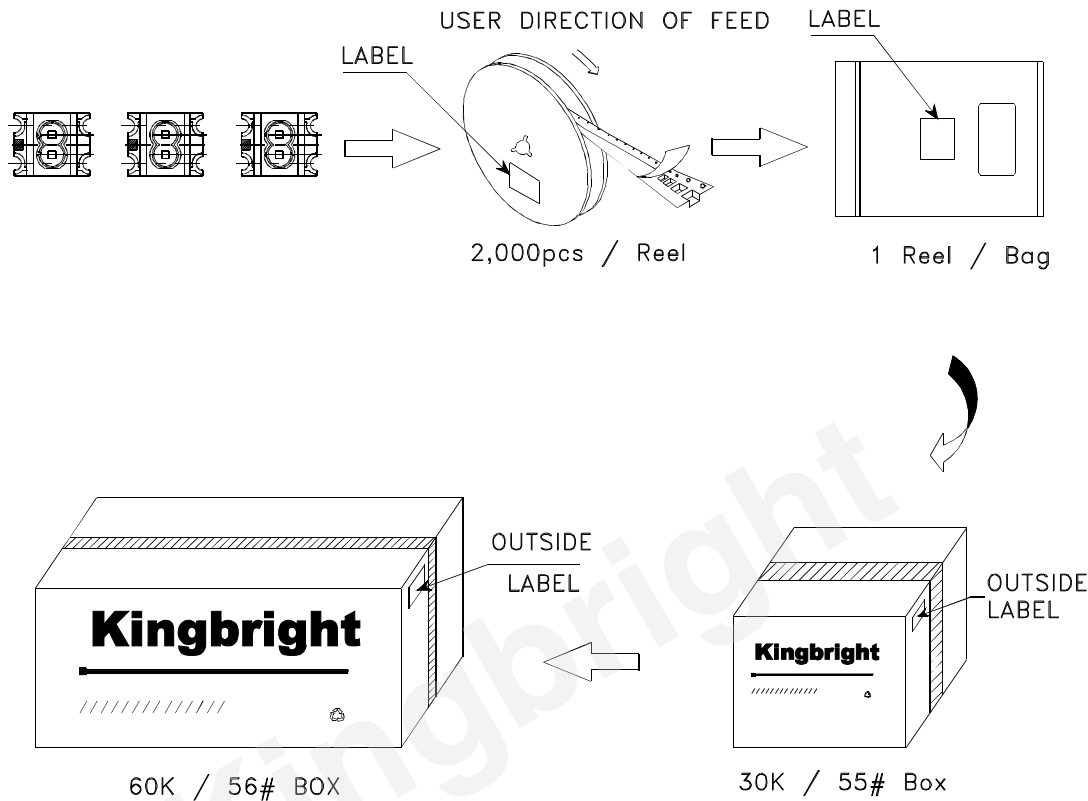 USER DIRECTION OF FEED
LABEL
LABEL
2,000pcs / Reel
1 Reel / Bag
OUTSIDE
LABEL
Kingbright
60K / 56# BOX
OUTSIDE
LABEL
Kingbright
30K / 55# Box
Kingbright